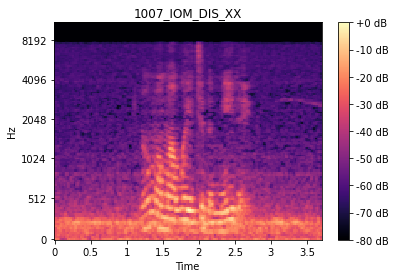 1007_IOM_DIS_XX
8192
4096
2048
1024
512
0
Hz
0
0.5
1
1.5
2
2.5
3
3.5
Time
+0 dB
-10 dB
-20 dB
-30 dB
-40 dB
-50 dB
-60 dB
-70 dB
-80 dB